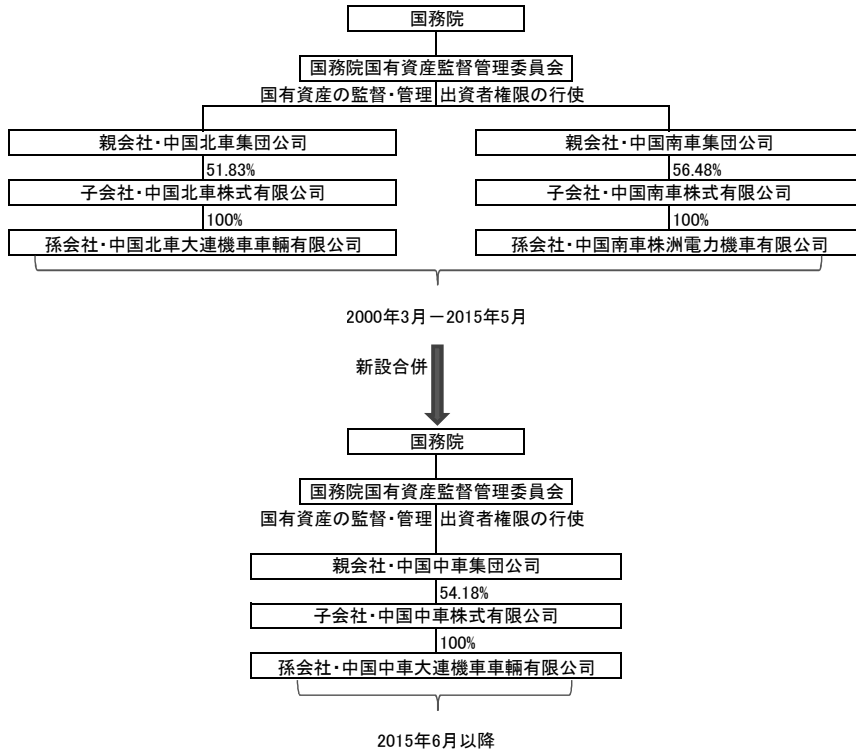 国務院
国務院国有資産監督管理委員会
国有資産の監督・管理 出資者権限の行使
親会社・中国北車集団公司
親会社・中国南車集団公司
51.83%
56.48%
子会社・中国北車株式有限公司
子会社・中国南車株式有限公司
100%
100%
孫会社・中国北車大連機車車輛有限公司
孫会社・中国南車株洲電力機車有限公司
2000年3月－2015年5月
新設合併
国務院
国務院国有資産監督管理委員会
国有資産の監督・管理 出資者権限の行使
親会社・中国中車集団公司
54.18%
子会社・中国中車株式有限公司
100%
孫会社・中国中車大連機車車輛有限公司
2015年6月以降